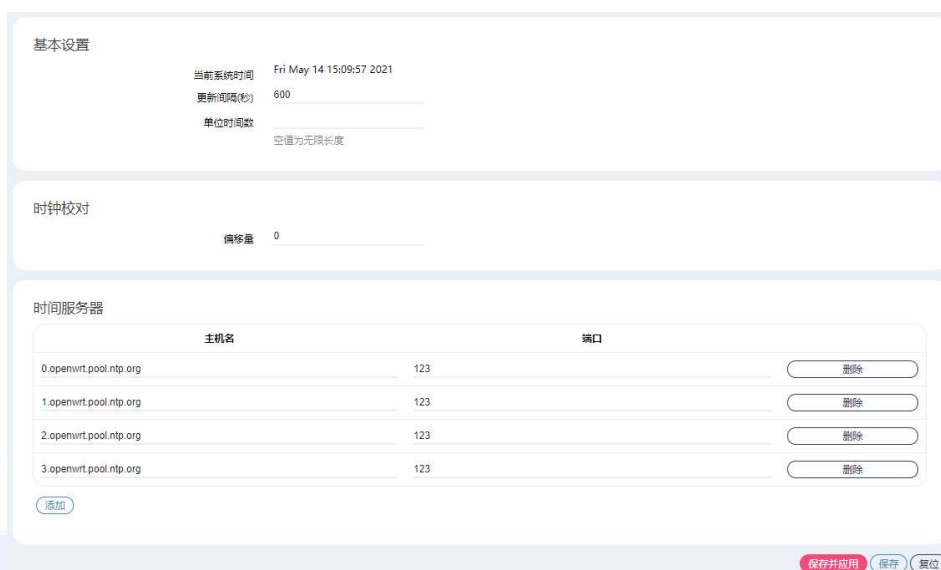 基本设置
当前系统时间 Fri May 14 15:09:57 2021
更新间隔(秒) 600
单位时间数
空值为无限长度
时钟校对
偏移量 0
时间服务器
主机名 端口
0.openwrt.pool.ntp.org 123 删除
1.openwrt.pool.ntp.org 123 删除
2.openwrt.pool.ntp.org 123 删除
3.openwrt.pool.ntp.org 123 删除
添加
保存并应用 保存 复位